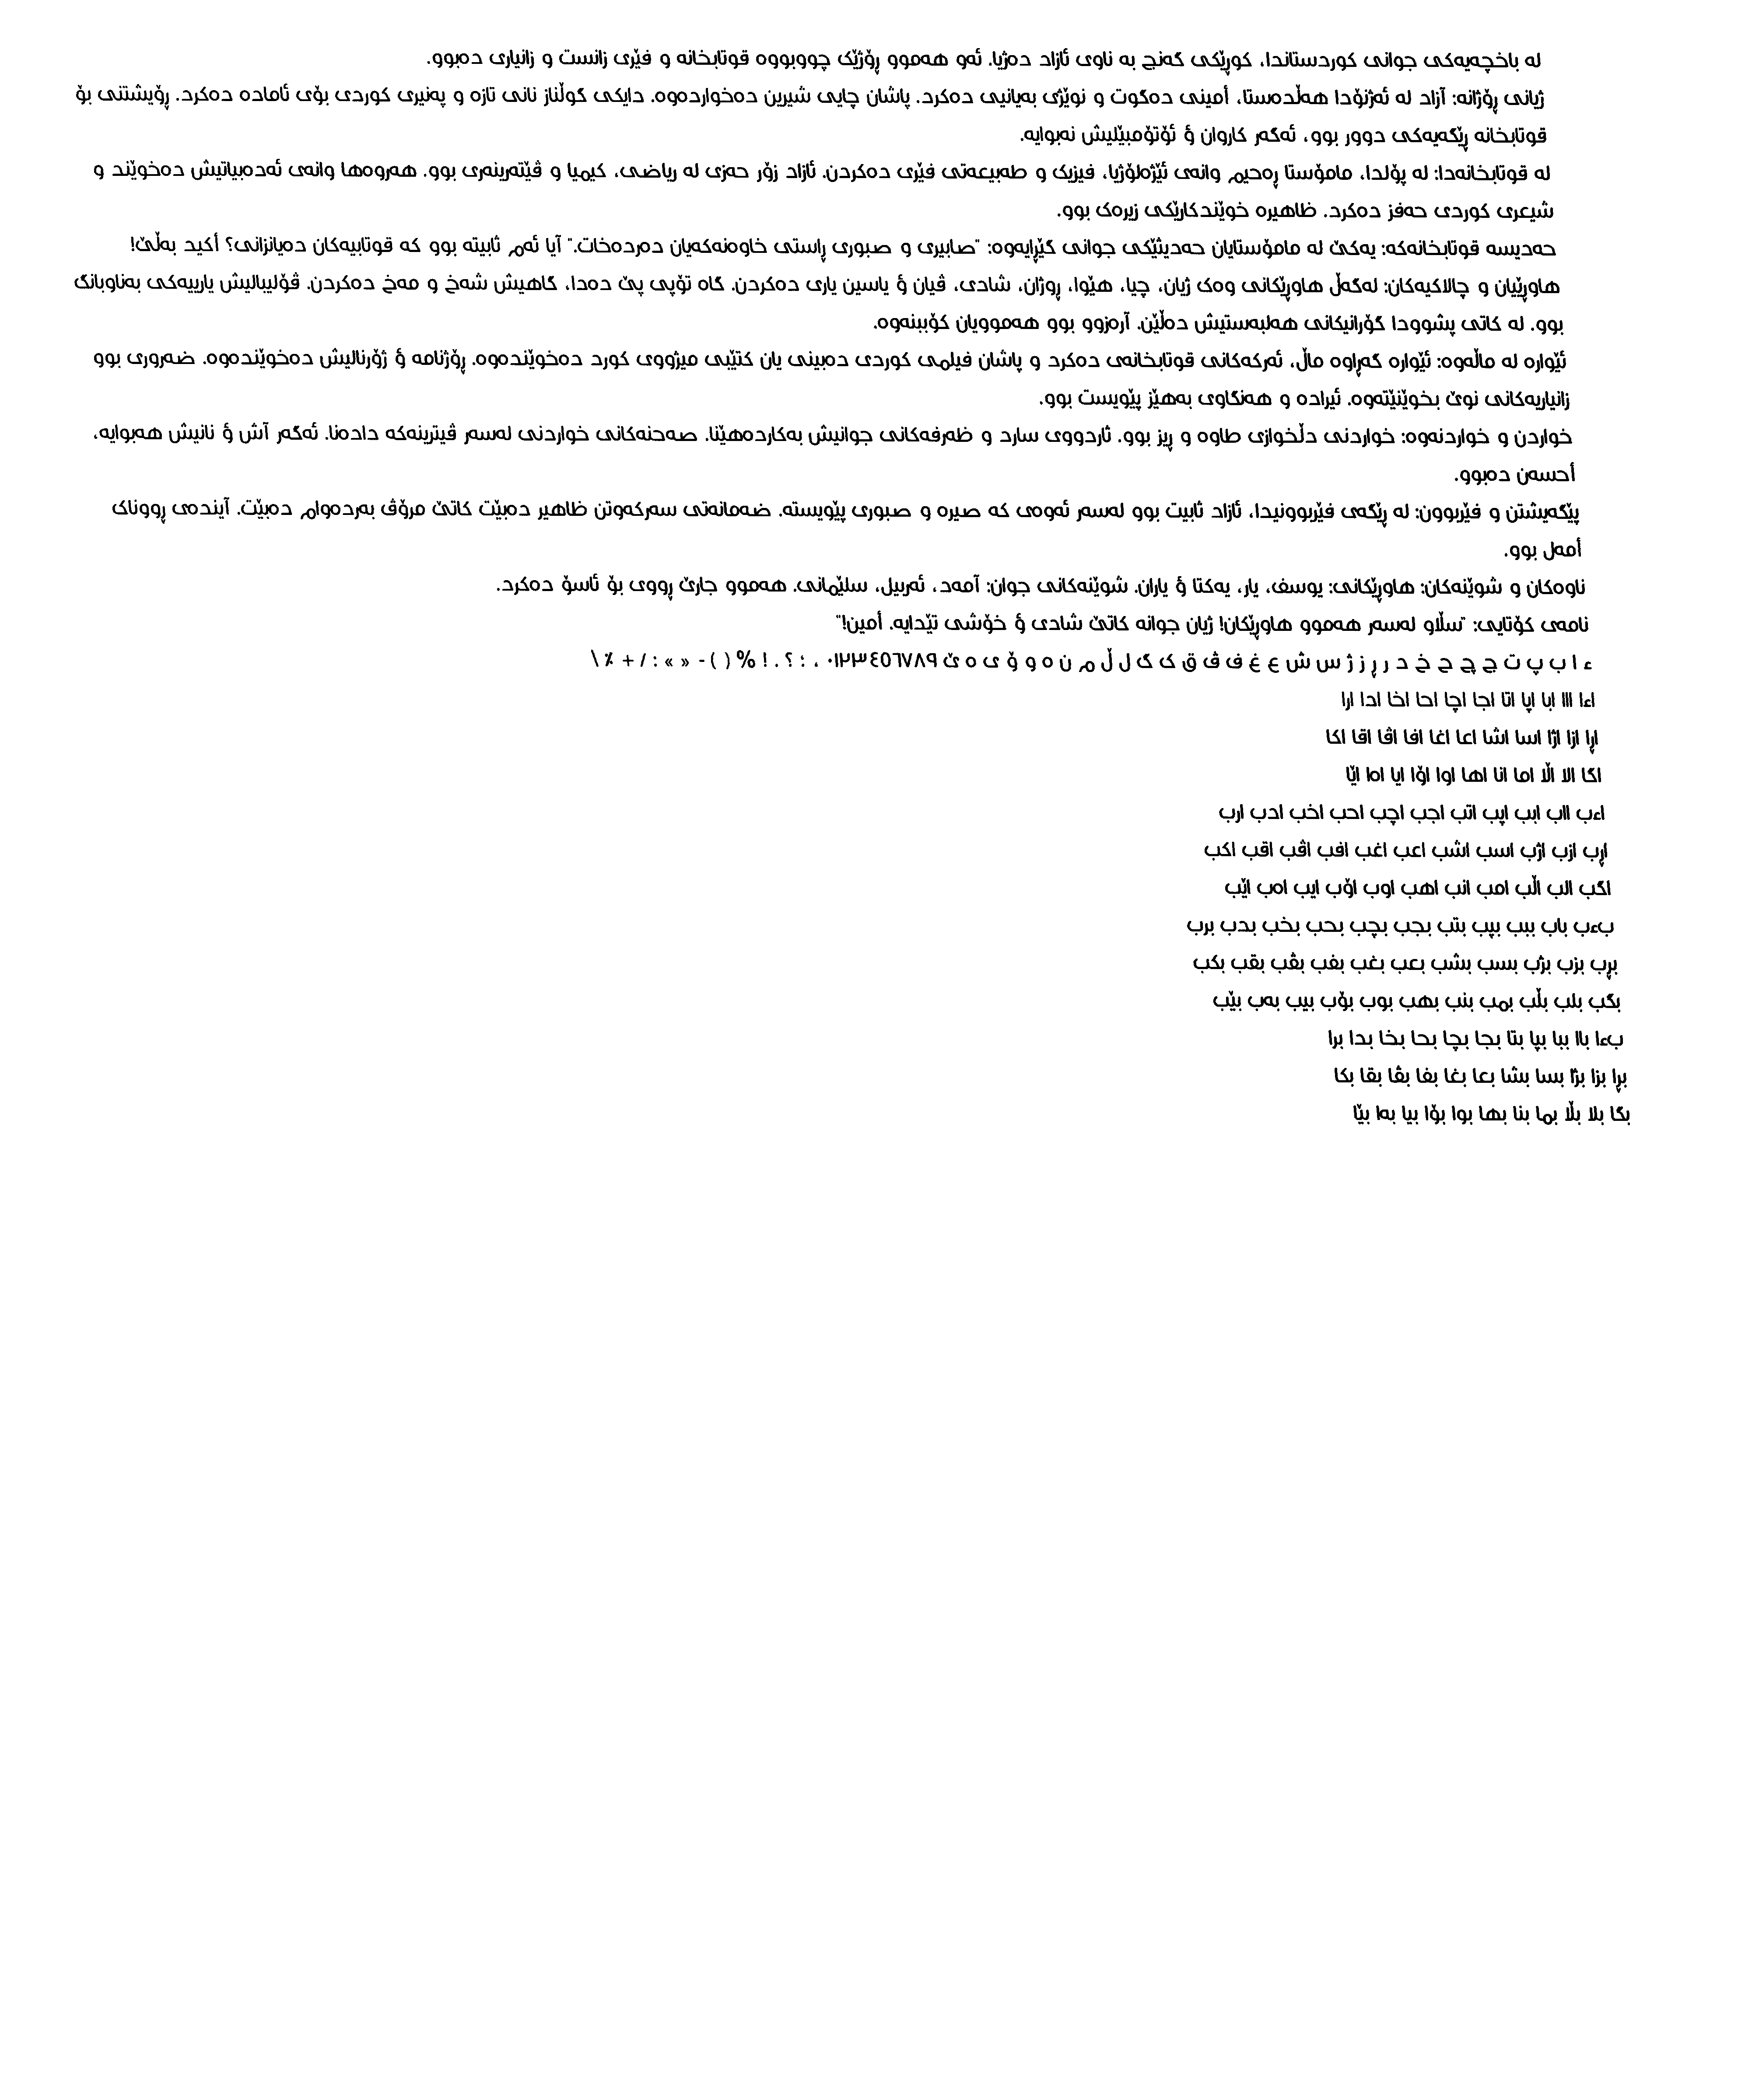 لە باخچەیەکی جوانی کوردستاندا، کوڕێکی گەنج بە ناوی ئازاد دەژیا. ئەو هەموو ڕۆژێک چووبووە قوتابخانە و فێری زانست و زانیاری دەبوو.
ژیانی ڕۆژانە: آزاد لە ئەژنۆدا هەڵدەستا، أمینی دەگوت و نوێژی بەیانیی دەکرد. پاشان چایی شیرین دەخواردەوە. دایکی گوڵناز نانی تازە و پەنیری کوردی بۆی ئامادە دەکرد. ڕۆیشتنی بۆ
قوتابخانە ڕێگەیەکی دوور بوو، ئەگەر کاروان ؤ ئۆتۆمبێلیش نەبوایە.
لە قوتابخانەدا: لە پۆلدا، مامۆستا ڕەحیم وانەی ئێژەلۆژیا، فیزیک و طەبیعەتی فێری دەکردن. ئازاد زۆر حەزی لە ریاضی، کیمیا و ڤێتەرینەری بوو. هەروەها وانەی ئەدەبیاتیش دەخوێند و
شیعری کوردی حەفز دەکرد. ظاهیرە خوێندکارێکی زیرەک بوو.
حەدیسە قوتابخانەکە: یەکێ لە مامۆستایان حەدیثێکی جوانی گێڕایەوە: "صابیری و صبوری ڕاستی خاوەنەکەیان دەردەخات." آیا ئەم ثابیتە بوو کە قوتابیەکان دەیانزانی؟ أکید بەڵێ!
هاوڕێیان و چالاکیەکان: لەگەڵ هاوڕێکانی وەک ژیان، چیا، هێوا، ڕوژان، شادی، ڤیان ؤ یاسین یاری دەکردن. گاە تۆپی پێ دەدا، گاهیش شەخ و مەخ دەکردن. ڤۆلیبالیش یارییەکی بەناوبانگ
بوو. لە کاتی پشوودا گۆرانیکانی هەلبەستیش دەڵێن. آرەزوو بوو هەموویان کۆببنەوە.
ئێوارە لە ماڵەوە: ئێوارە گەڕاوە ماڵ، ئەرکەکانی قوتابخانەی دەکرد و پاشان فیلمی کوردی دەبینی یان کتێبی میژووی کورد دەخوێندەوە. ڕۆژنامە ؤ ژۆرنالیش دەخوێندەوە. ضەروری بوو
زانیاریەکانی نوێ بخوێنێتەوە. ئیرادە و هەنگاوی بەهێز پێویست بوو.
خواردن و خواردنەوە: خواردنی دڵخوازی طاوە و ڕیز بوو. ثاردووی سارد و ظەرفەکانی جوانیش بەکاردەهێنا. صەحنەکانی خواردنی لەسەر ڤیترینەکە دادەنا. ئەگەر آش ؤ نانیش هەبوایە،
أحسەن دەبوو.
پێگەیشتن و فێربوون: لە ڕێگەی فێربوونیدا، ئازاد ثابیت بوو لەسەر ئەوەی کە صیرە و صبوری پێویستە. ضەمانەتی سەرکەوتن ظاهیر دەبێت کاتێ مرۆڤ بەردەوام دەبێت. آیندەی ڕووناک
أمەل بوو.
ناوەکان و شوێنەکان: هاوڕێکانی: یوسف، یار، یەکتا ؤ یاران. شوێنەکانی جوان: آمەد، ئەربیل، سلێمانی. هەموو جارێ ڕووی بۆ ئاسۆ دەکرد.
نامەی کۆتایی: "سڵاو لەسەر هەموو هاوڕێکان! ژیان جوانە کاتێ شادی ؤ خۆشی تێدایە. أمین!"
ء ا ب پ ت ج چ ح خ د ر ڕ ز ژ س ش ع غ ف ڤ ق ک گ ل ڵ م ن ە و ۆ ی ە ێ ٠١٢٣٤٥٦٧٨٩ ، ؛ ؟ . ! % ( ) - « » : / + ٪ \
اءا ااا ابا اپا اتا اجا اچا احا اخا ادا ارا
اڕا ازا اژا اسا اشا اعا اغا افا اڤا اقا اکا
اگا الا اڵا اما انا اها اوا اۆا ایا اەا اێا
اءب ااب ابب اپب اتب اجب اچب احب اخب ادب ارب
اڕب ازب اژب اسب اشب اعب اغب افب اڤب اقب اکب
اگب الب اڵب امب انب اهب اوب اۆب ایب اەب اێب
بءب باب ببب بپب بتب بجب بچب بحب بخب بدب برب
بڕب بزب بژب بسب بشب بعب بغب بفب بڤب بقب بکب
بگب بلب بڵب بمب بنب بهب بوب بۆب بیب بەب بێب
بءا باا ببا بپا بتا بجا بچا بحا بخا بدا برا
بڕا بزا بژا بسا بشا بعا بغا بفا بڤا بقا بکا
بگا بلا بڵا بما بنا بها بوا بۆا بیا بەا بێا